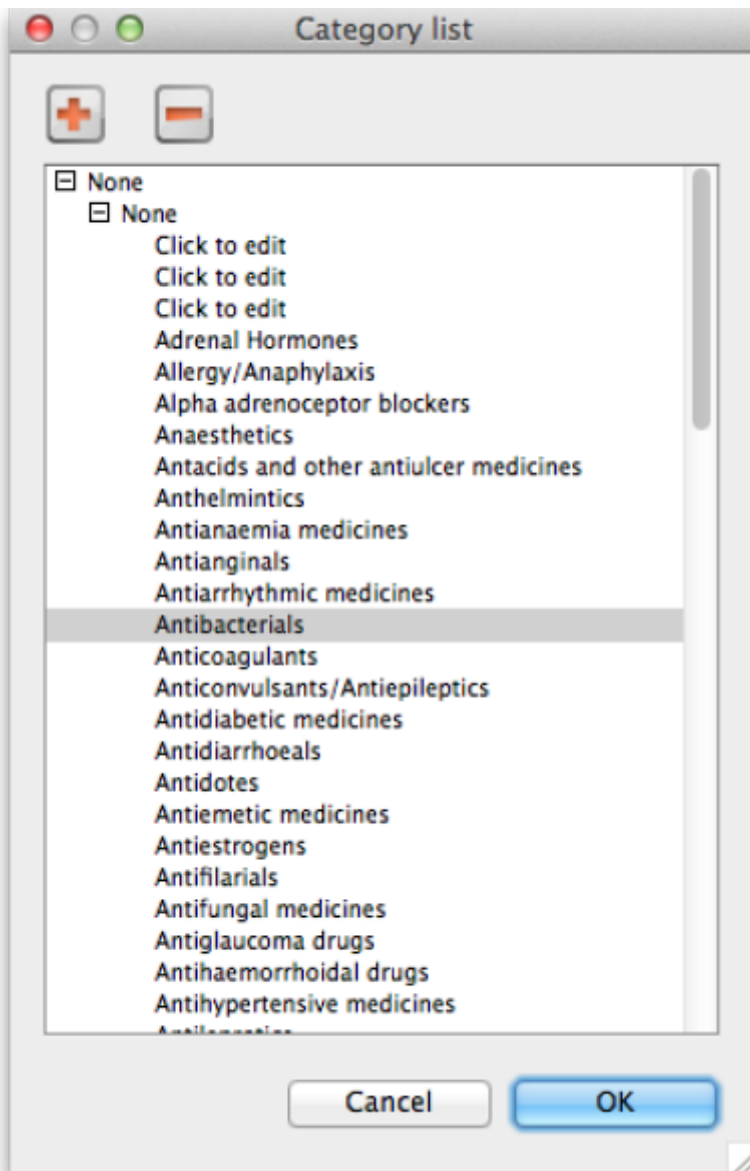 Category list
None
None
Click to edit
Click to edit
Click to edit
Adrenal Hormones
Allergy/Anaphylaxis
Alpha adrenoceptor blockers
Anaesthetics
Antacids and other antiulcer medicines
Anthelmintics
Antianaemia medicines
Antianginals
Antiarrhythmic medicines
Antibacterials
Anticoagulants
Anticonvulsants/Antiepileptics
Antidiabetic medicines
Antidiarrhoeals
Antidotes
Antiemetic medicines
Antiestrogens
Antifilarials
Antifungal medicines
Antiglaucoma drugs
Antihaemorrhoidal drugs
Antihypertensive medicines
Cancel OK